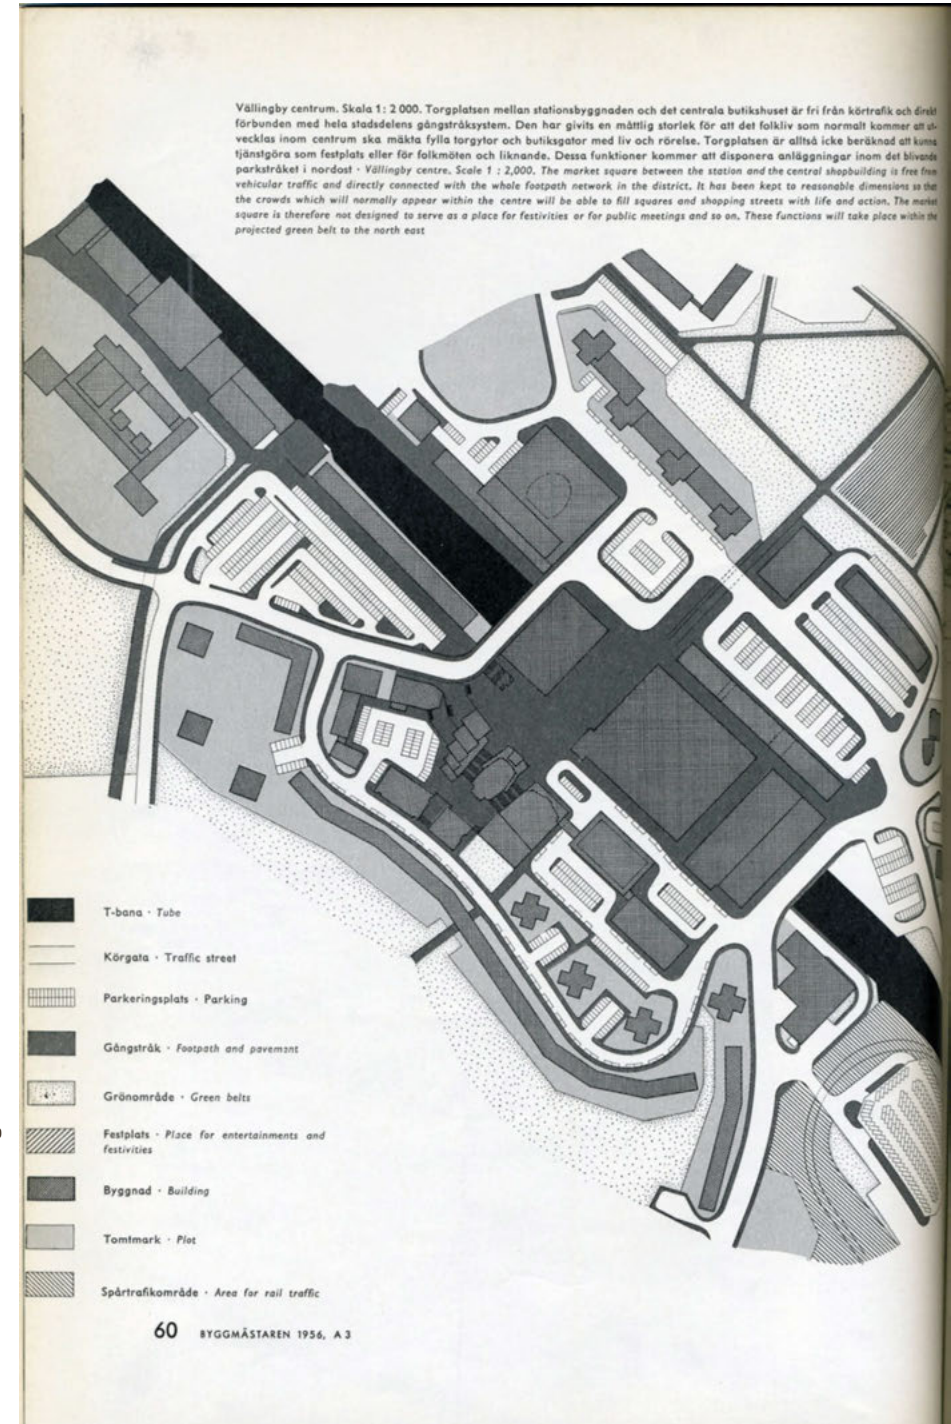 Vällingby centrum. Skala 1 : 2 000. Torgplatsen mellan stationsbyggnaden och det centrala butikshuset är fri från körtrafik och direkt
förbunden med hela stadsdelens gångstråksystem. Den har givits en måttlig storlek för att det folkliv som normalt kommer att ut-
vecklas inom centrum ska mäkta fylla torgytor och butiksgator med liv och rörelse. Torgplatsen är alltså icke beräknad att kunna
tjänstgöra som festplats eller för folkmöten och liknande. Dessa funktioner kommer att disponera anläggningar inom det blivande
parkstråket i nordost · Vällingby centre. Scale 1 : 2,000. The market square between the station and the central shopbuilding is free from
vehicular traffic and directly connected with the whole footpath network in the district. It has been kept to reasonable dimensions so that
the crowds which will normally appear within the centre will be able to fill squares and shopping streets with life and action. The market
square is therefore not designed to serve as a place for festivities or for public meetings and so on. These functions will take place within the
projected green belt to the north east
T-bana · Tube
Körgata · Traffic street
Parkeringsplats · Parking
Gångstråk · Footpath and pavement
Grönområde · Green belts
Festplats · Place for entertainments and
festivities
Byggnad · Building
Tomtmark · Plot
Spårtrafikområde · Area for rail traffic
60 BYGGMÄSTAREN 1956, A 3